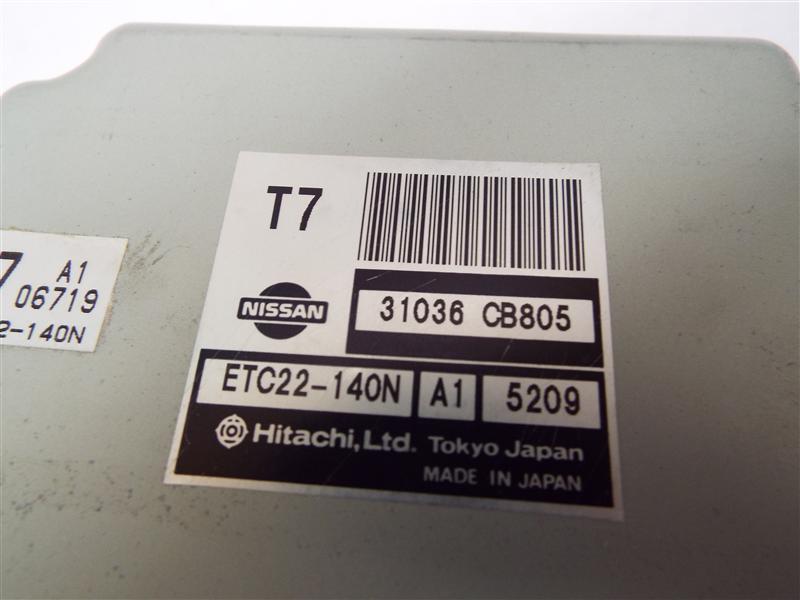 T7
NISSAN
31036 CB805
ETC22-140N A1 5209
Hitachi, Ltd. Tokyo Japan
MADE IN JAPAN
7 A1
06719
2-140N